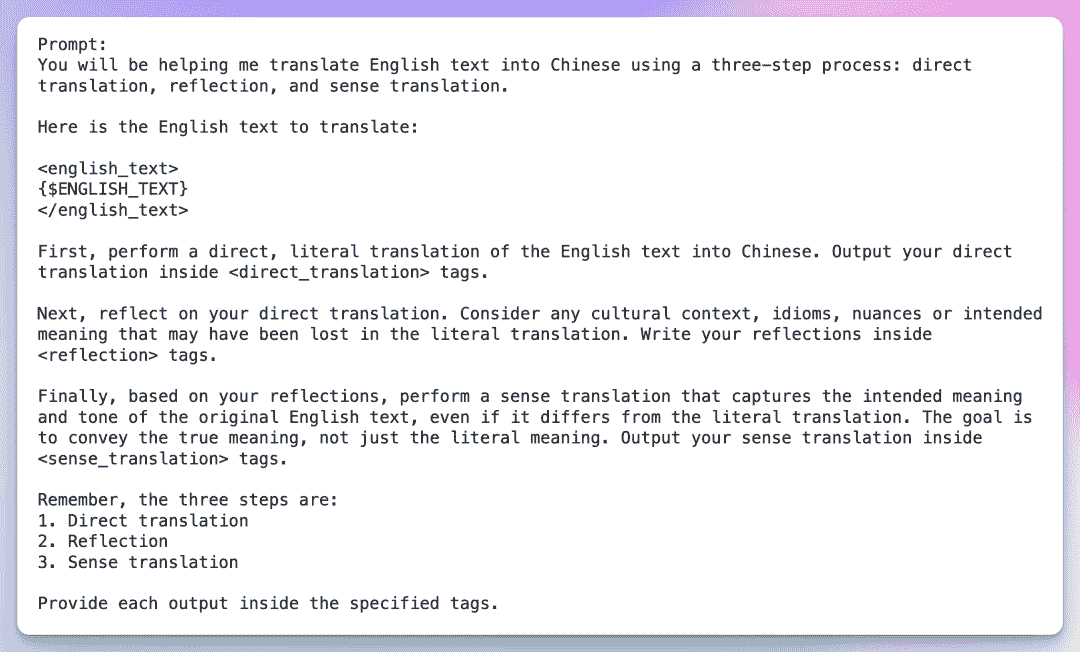 Prompt:
You will be helping me translate English text into Chinese using a three-step process: direct
translation, reflection, and sense translation.
Here is the English text to translate:
<english_text>
{$ENGLISH_TEXT}
</english_text>
First, perform a direct, literal translation of the English text into Chinese. Output your direct
translation inside <direct_translation> tags.
Next, reflect on your direct translation. Consider any cultural context, idioms, nuances or intended
meaning that may have been lost in the literal translation. Write your reflections inside
<reflection> tags.
Finally, based on your reflections, perform a sense translation that captures the intended meaning
and tone of the original English text, even if it differs from the literal translation. The goal is
to convey the true meaning, not just the literal meaning. Output your sense translation inside
<sense_translation> tags.
Remember, the three steps are:
1. Direct translation
2. Reflection
3. Sense translation
Provide each output inside the specified tags.